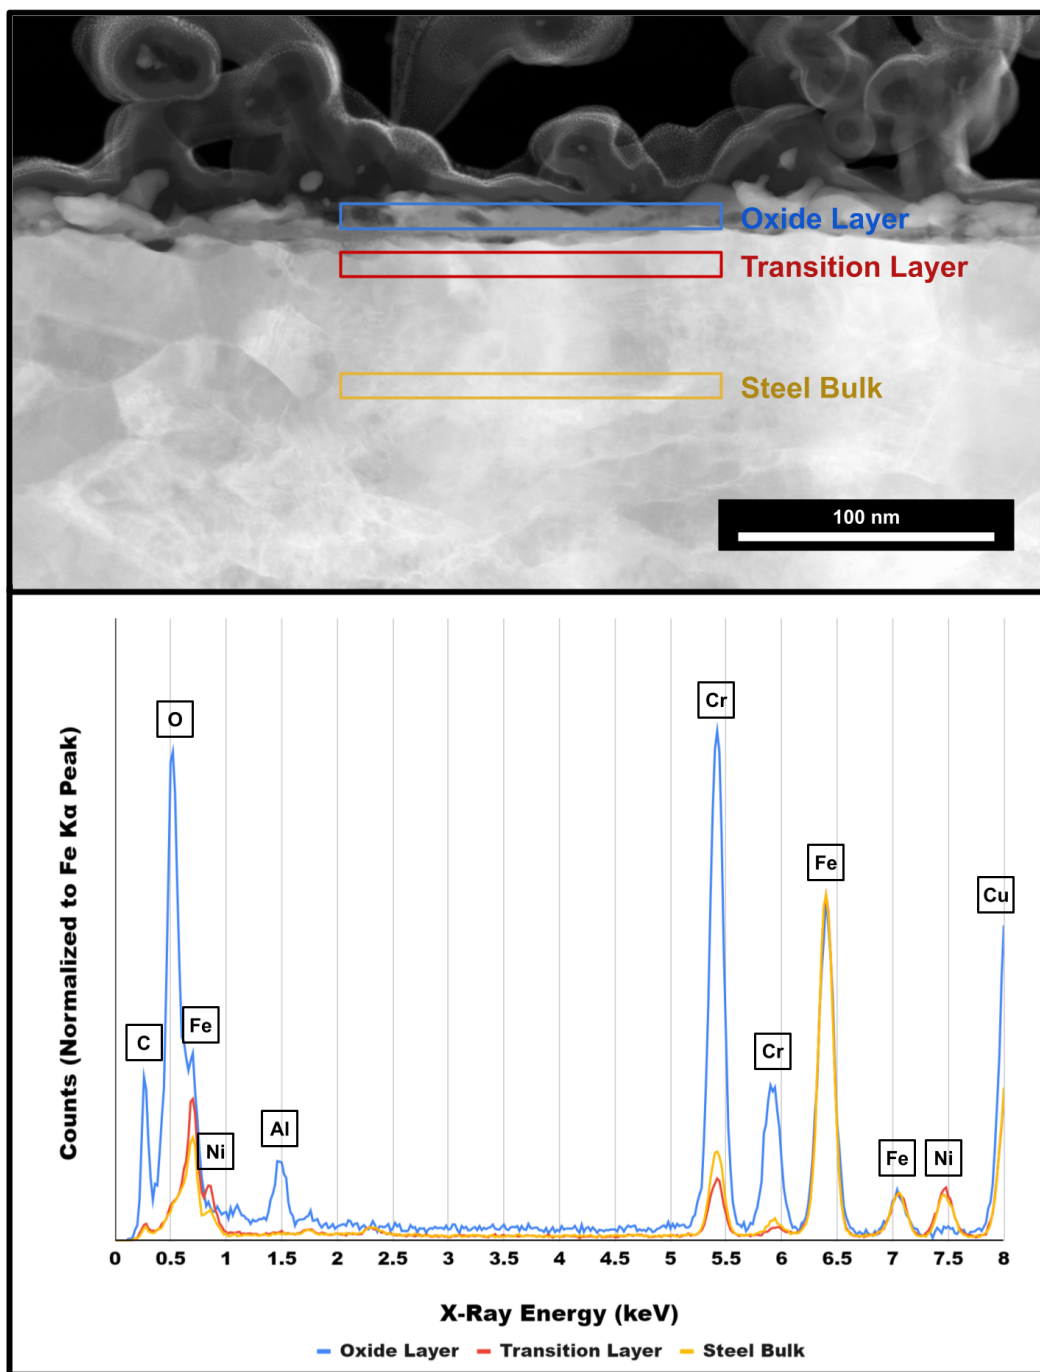 Oxide Layer
Transition Layer
Steel Bulk
100 nm
Counts (Normalized to Fe Kα Peak)
O
Cr
Fe
Cu
C
Fe
Cr
Al
Ni
Fe
Ni
0 0.5 1 1.5 2 2.5 3 3.5 4 4.5 5 5.5 6 6.5 7 7.5 8
X-Ray Energy (keV)
Oxide Layer Transition Layer Steel Bulk